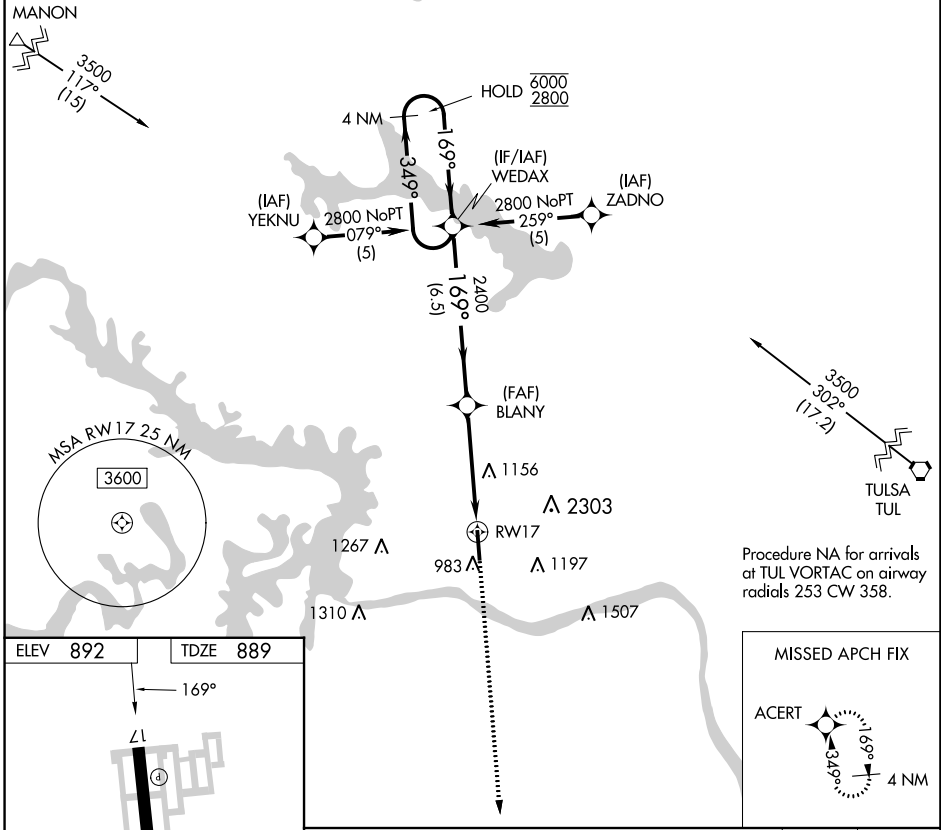 MANON
3500
117°
(15)
HOLD 6000
2800
4 NM
169°
349°
(IF/IAF)
WEDAX
(IAF)
ZADNO
(IAF)
YEKNU
2800 NoPT
079°
(5)
2800 NoPT
259°
(5)
2400
169°
(6.5)
(FAF)
BLANY
3500
302°
(17.2)
TULSA
TUL
MSA RW17 25 NM
3600
1156
2303
RW17
1267
983
1197
1310
1507
Procedure NA for arrivals
at TUL VORTAC on airway
radials 253 CW 358.
ELEV 892
TDZE 889
169°
17
P
MISSED APCH FIX
ACERT
169°
349°
4 NM